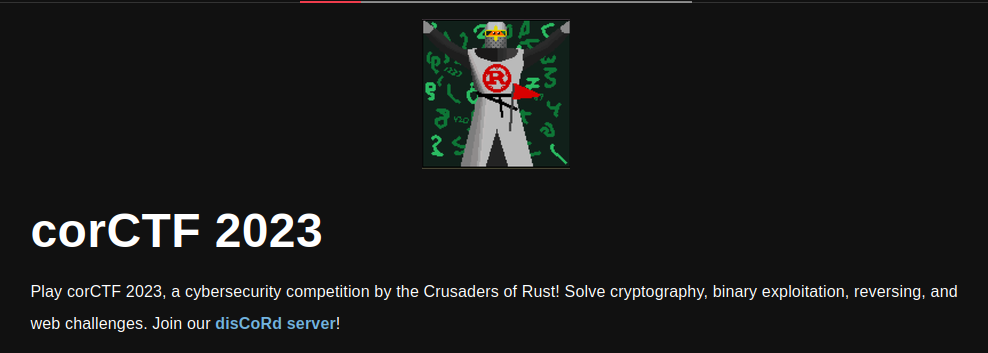 R
corCTF 2023
Play corCTF 2023, a cybersecurity competition by the Crusaders of Rust! Solve cryptography, binary exploitation, reversing, and
web challenges. Join our disCoRd server!